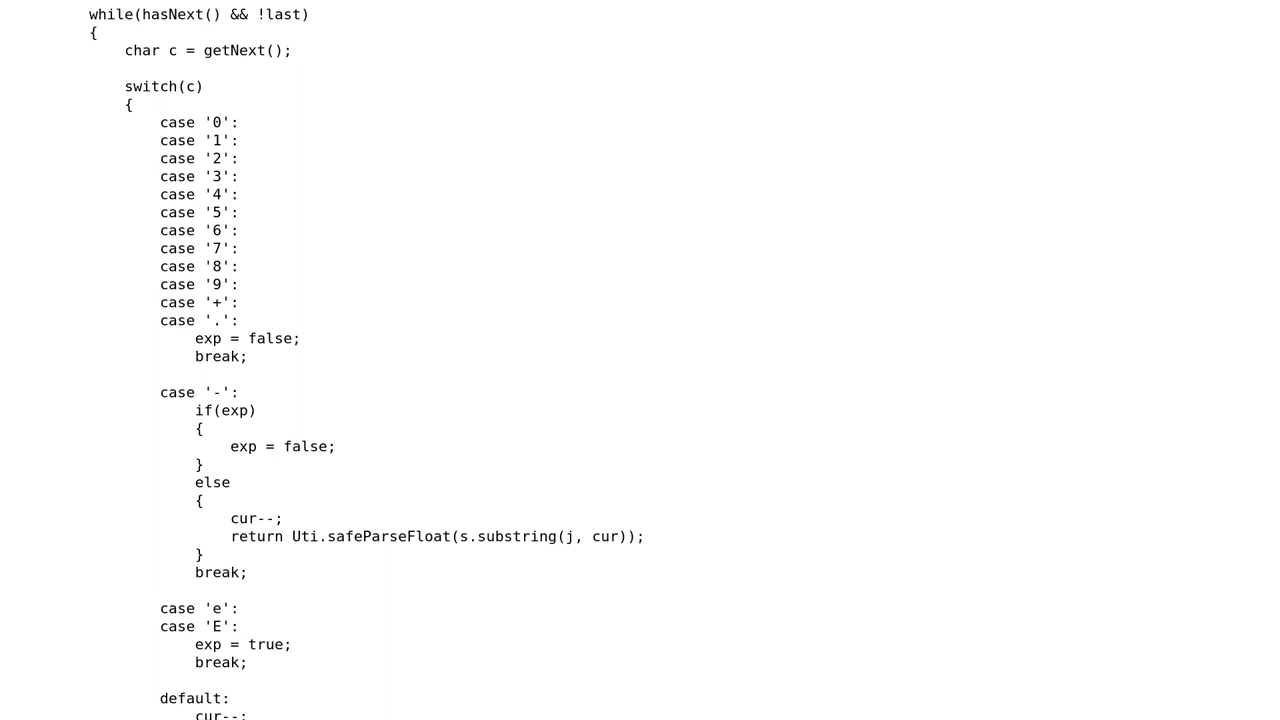 while(hasNext() && !last)
{
    char c = getNext();

    switch(c)
    {
        case '0':
        case '1':
        case '2':
        case '3':
        case '4':
        case '5':
        case '6':
        case '7':
        case '8':
        case '9':
        case '+':
        case '.':
            exp = false;
            break;

        case '-':
            if(exp)
            {
                exp = false;
            }
            else
            {
                cur--;
                return Uti.safeParseFloat(s.substring(j, cur));
            }
            break;

        case 'e':
        case 'E':
            exp = true;
            break;

        default:
            cur--;